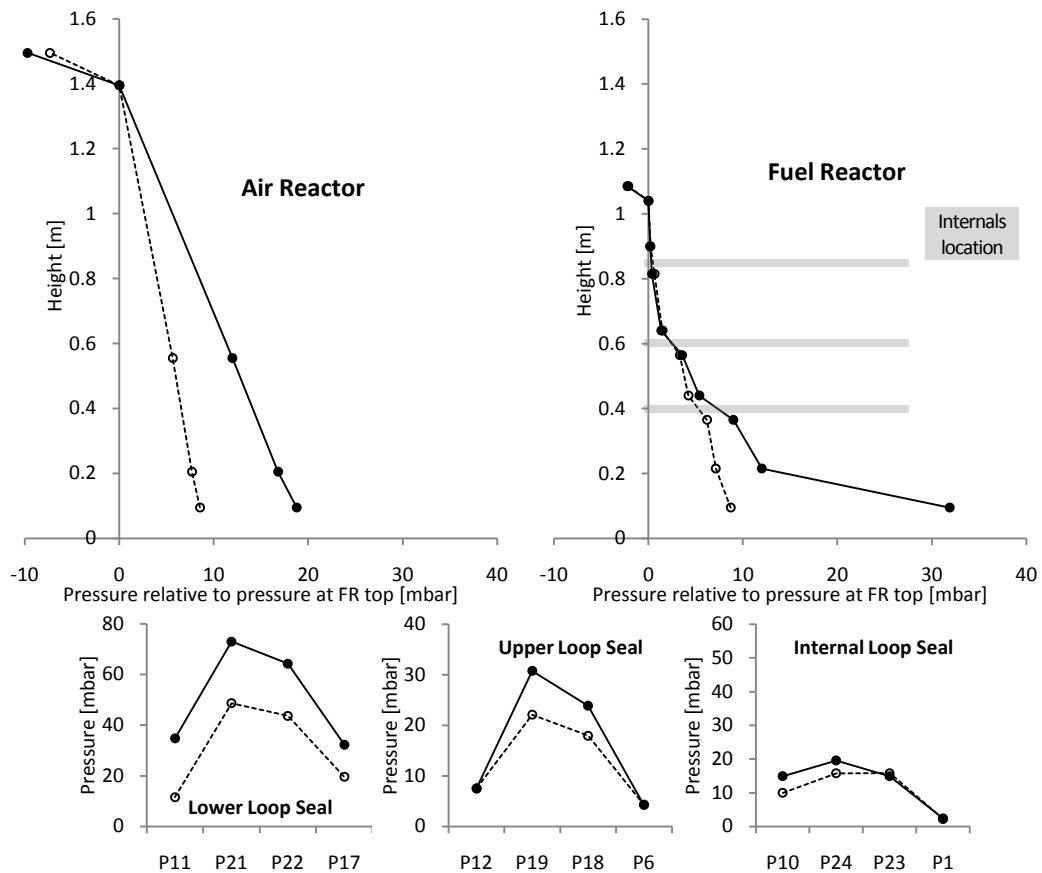 1.6
1.4
1.2
1
0.8
0.6
0.4
0.2
0
Height [m]
Air Reactor
-10 0 10 20 30 40
Pressure relative to pressure at FR top [mbar]
1.6
1.4
1.2
1
0.8
0.6
0.4
0.2
0
Height [m]
Fuel Reactor
Internals
location
-10 0 10 20 30 40
Pressure relative to pressure at FR top [mbar]
80
60
40
20
0
Pressure [mbar]
Lower Loop Seal
P11 P21 P22 P17
40
30
20
10
0
Pressure [mbar]
Upper Loop Seal
P12 P19 P18 P6
60
50
40
30
20
10
0
Pressure [mbar]
Internal Loop Seal
P10 P24 P23 P1